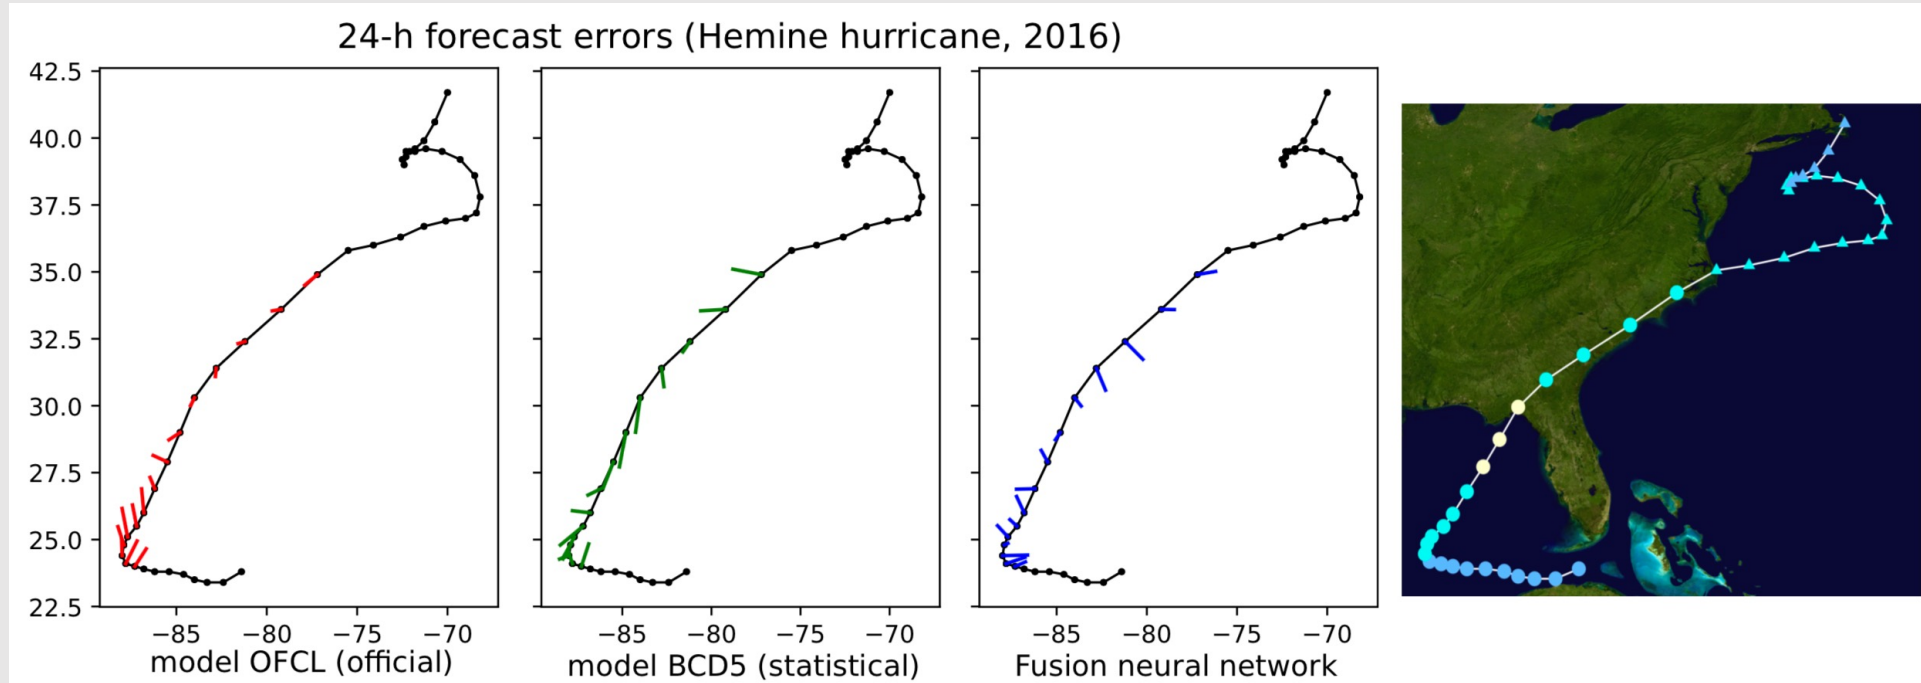 24-h forecast errors (Hemine hurricane, 2016)
42.5
40.0
37.5
35.0
32.5
30.0
27.5
25.0
22.5
−85 −80 −75 −70
model OFCL (official)
−85 −80 −75 −70
model BCD5 (statistical)
−85 −80 −75 −70
Fusion neural network